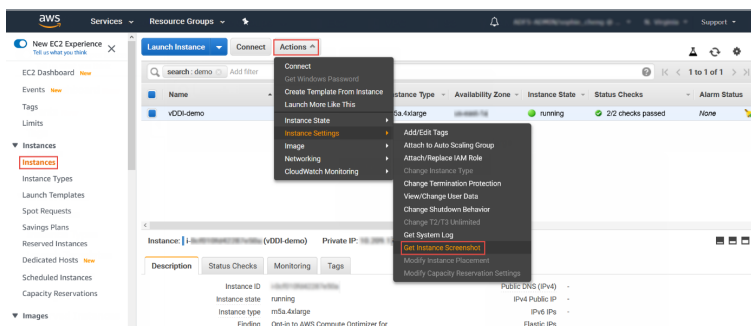 aws Services Resource Groups Support
New EC2 Experience
Tell us what you think
EC2 Dashboard New
Events New
Tags
Limits
Instances
Instances
Instance Types
Launch Templates
Spot Requests
Savings Plans
Reserved Instances
Dedicated Hosts New
Scheduled Instances
Capacity Reservations
Images
Launch Instance Connect Actions
search : demo Add filter 1 to 1 of 1
Name stance Type Availability Zone Instance State Status Checks Alarm Status
vDDI-demo 5a.4xlarge running 2/2 checks passed None
Connect
Get Windows Password
Create Template From Instance
Launch More Like This
Instance State
Instance Settings
Image
Networking
CloudWatch Monitoring
Add/Edit Tags
Attach to Auto Scaling Group
Attach/Replace IAM Role
Change Instance Type
Change Termination Protection
View/Change User Data
Change Shutdown Behavior
Change T2/T3 Unlimited
Get System Log
Get Instance Screenshot
Modify Instance Placement
Modify Capacity Reservation Settings
Instance: (vDDI-demo) Private IP:
Description Status Checks Monitoring Tags
Instance ID Public DNS (IPv4) -
Instance state running IPv4 Public IP -
Instance type m5a.4xlarge IPv6 IPs -
Finding Opt-in to AWS Compute Optimizer for Elastic IPs